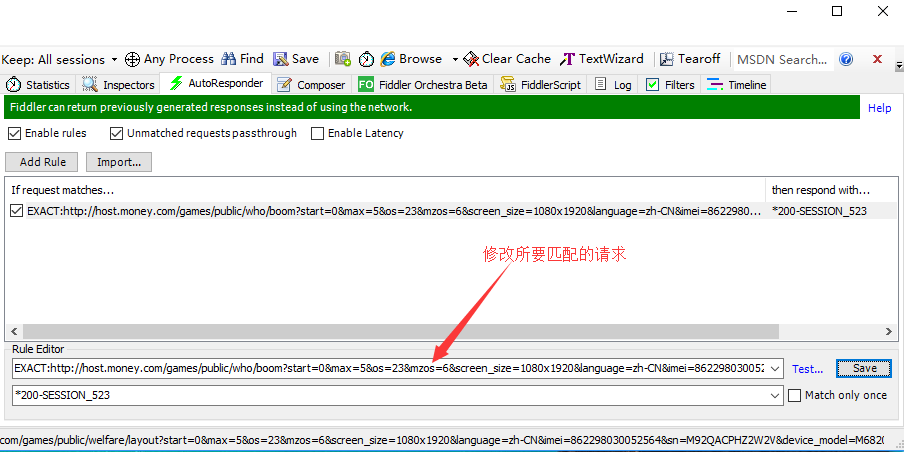 Keep: All sessions Any Process Find Save Browse Clear Cache TextWizard Tearoff MSDN Search...
Statistics Inspectors AutoResponder Composer FO Fiddler Orchestra Beta FiddlerScript Log Filters Timeline
Fiddler can return previously generated responses instead of using the network. Help
Enable rules Unmatched requests passthrough Enable Latency
Add Rule Import...
If request matches... then respond with...
EXACT:http://host.money.com/games/public/who/boom?start=0&max=5&os=23&mzos=6&screen_size=1080x1920&language=zh-CN&imei=8622980... *200-SESSION_523
修改所要匹配的请求
Rule Editor
EXACT:http://host.money.com/games/public/who/boom?start=0&max=5&os=23&mzos=6&screen_size=1080x1920&language=zh-CN&imei=862298030052 Test... Save
*200-SESSION_523 Match only once
com/games/public/welfare/layout?start=0&max=5&os=23&mzos=6&screen_size=1080x1920&language=zh-CN&imei=862298030052564&sn=M92QACPHZ2W2W&device_model=M682